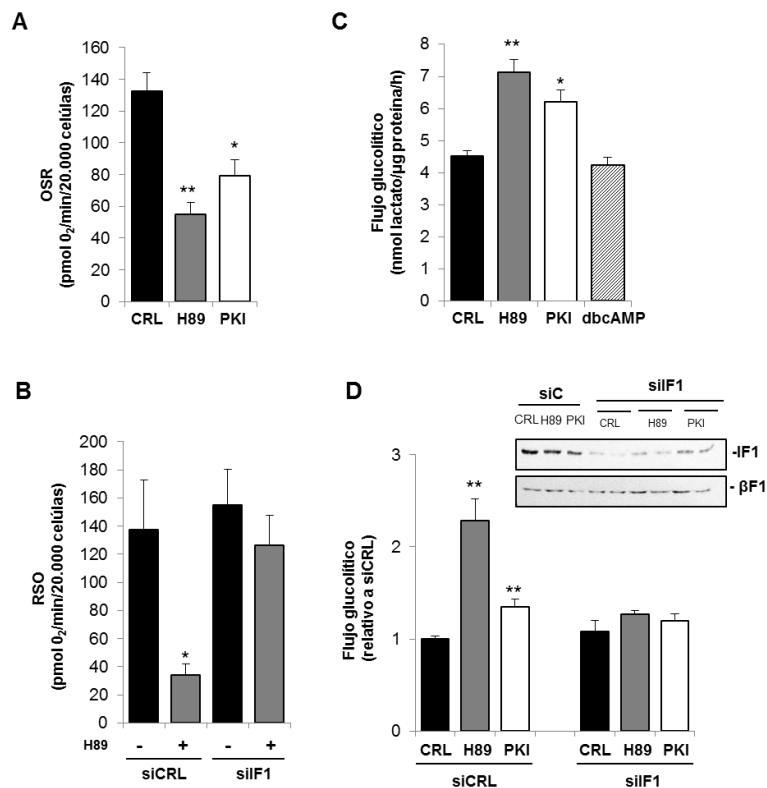 A
OSR
(pmol 0₂/min/20.000 celúlas)
160
140
120
100
80
60
40
20
0
**
*
CRL H89 PKI
C
Flujo glucolítico
(nmol lactato/µg proteína/h)
8
7
6
5
4
3
2
1
0
**
*
CRL H89 PKI dbcAMP
B
RSO
(pmol 0₂/min/20.000 celúlas)
200
180
160
140
120
100
80
60
40
20
0
*
H89 - + - +
siCRL siIF1
D
siC siIF1
CRL H89 PKI CRL H89 PKI
-IF1
- βF1
Flujo glucolítico
(relativo a siCRL)
3
2
1
0
**
**
CRL H89 PKI CRL H89 PKI
siCRL siIF1